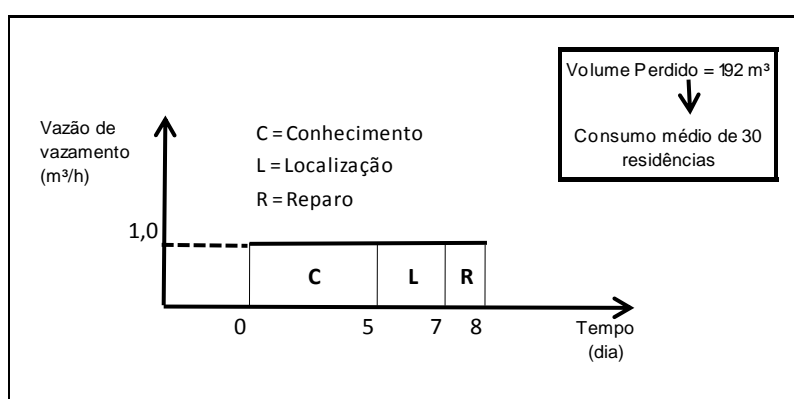 Volume Perdido = 192 m³
Consumo médio de 30
residências
Vazão de
vazamento
(m³/h)
C = Conhecimento
L = Localização
R = Reparo
1,0
C
L
R
0
5
7
8
Tempo
(dia)